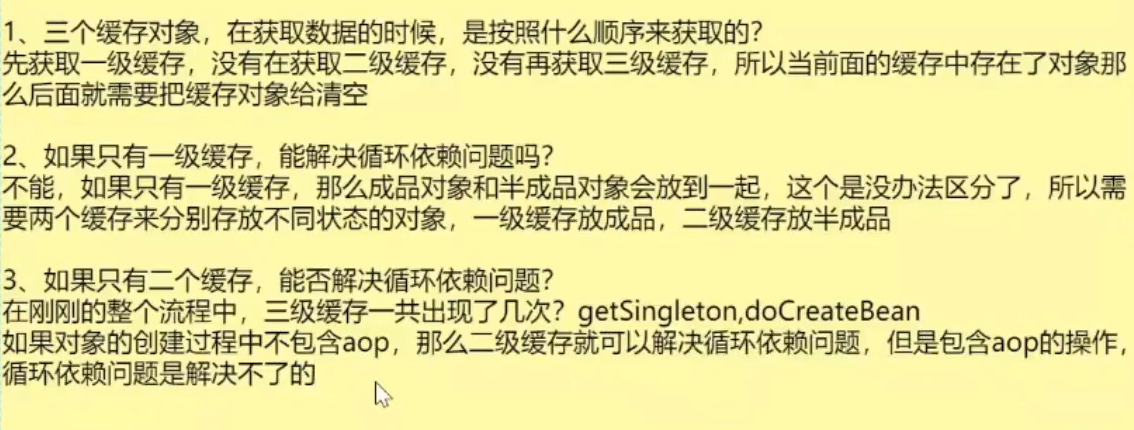 1、三个缓存对象，在获取数据的时候，是按照什么顺序来获取的？
先获取一级缓存，没有在获取二级缓存，没有再获取三级缓存，所以当前面的缓存中存在了对象那
么后面就需要把缓存对象给清空
2、如果只有一级缓存，能解决循环依赖问题吗？
不能，如果只有一级缓存，那么成品对象和半成品对象会放到一起，这个是没办法区分了，所以需
要两个缓存来分别存放不同状态的对象，一级缓存放成品，二级缓存放半成品
3、如果只有二个缓存，能否解决循环依赖问题？
在刚刚的整个流程中，三级缓存一共出现了几次？getSingleton,doCreateBean
如果对象的创建过程中不包含aop，那么二级缓存就可以解决循环依赖问题，但是包含aop的操作，
循环依赖问题是解决不了的